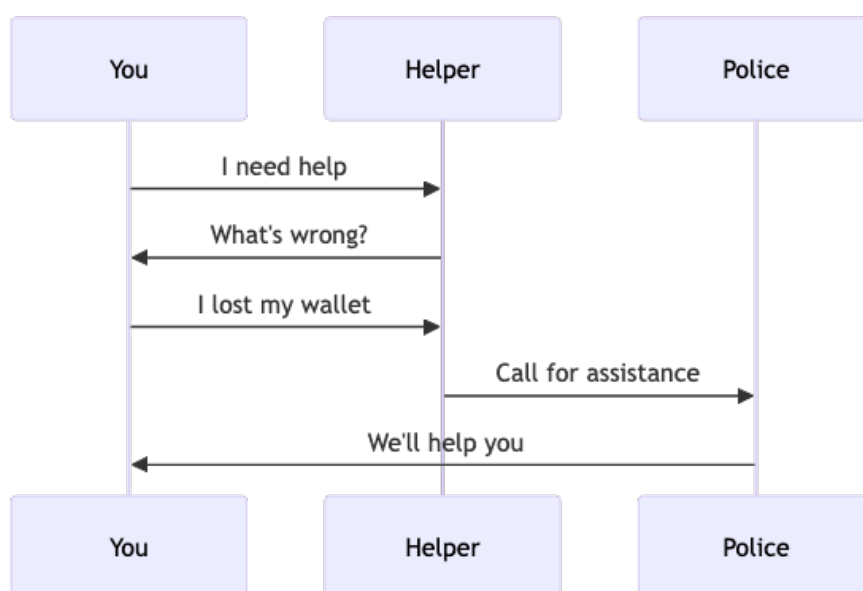 You
Helper
Police
I need help
What's wrong?
I lost my wallet
Call for assistance
We'll help you
You
Helper
Police